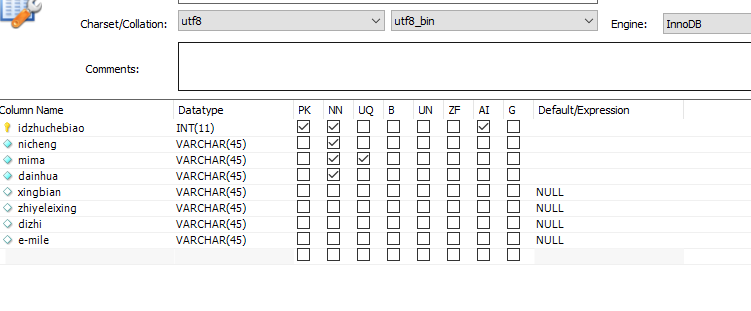 Charset/Collation: utf8 utf8_bin Engine: InnoDB
Comments:
Column Name Datatype PK NN UQ B UN ZF AI G Default/Expression
idzhuchebiao INT(11)
nicheng VARCHAR(45)
mima VARCHAR(45)
dainhua VARCHAR(45)
xingbian VARCHAR(45) NULL
zhiyeleixing VARCHAR(45) NULL
dizhi VARCHAR(45) NULL
e-mile VARCHAR(45) NULL